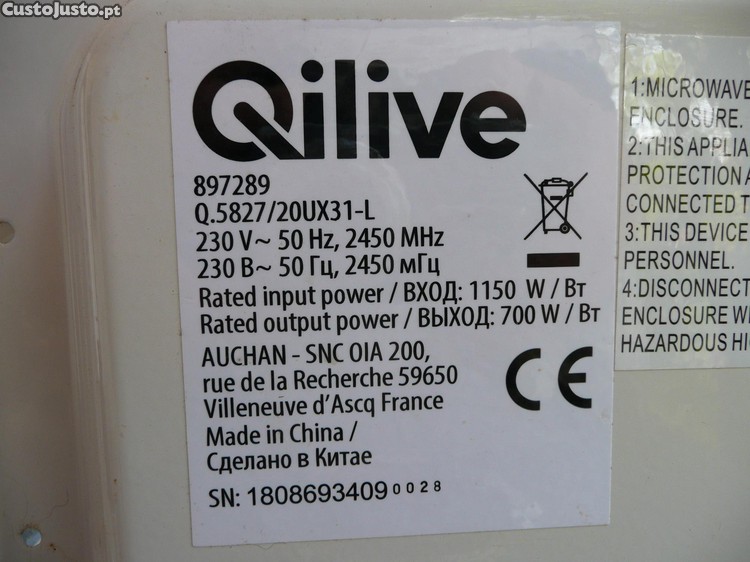 CustoJusto.pt
Qilive
897289
Q.5827/20UX31-L
230 V~ 50 Hz, 2450 MHz
230 В~ 50 Гц, 2450 мГц
Rated input power / ВХОД: 1150 W / Вт
Rated output power / ВЫХОД: 700 W / Вт
AUCHAN - SNC OIA 200,
rue de la Recherche 59650
Villeneuve d'Ascq France
Made in China /
Сделано в Китае
SN: 1808693409 0028
CE
1:MICROWAVE
ENCLOSURE.
2:THIS APPLIA
PROTECTION A
CONNECTED T
3:THIS DEVICE
PERSONNEL.
4:DISCONNECT
ENCLOSURE W
HAZARDOUS HI